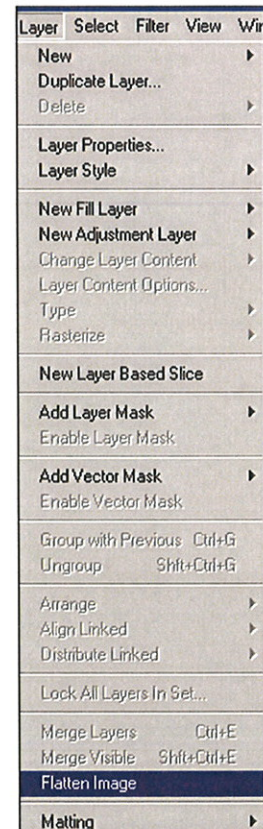 Layer Select Filter View Wir
New
Duplicate Layer...
Delete
Layer Properties...
Layer Style
New Fill Layer
New Adjustment Layer
Change Layer Content
Layer Content Options...
Type
Rasterize
New Layer Based Slice
Add Layer Mask
Enable Layer Mask
Add Vector Mask
Enable Vector Mask
Group with Previous Ctrl+G
Ungroup Shft+Ctrl+G
Arrange
Align Linked
Distribute Linked
Lock All Layers In Set...
Merge Layers Ctrl+E
Merge Visible Shft+Ctrl+E
Flatten Image
Matting